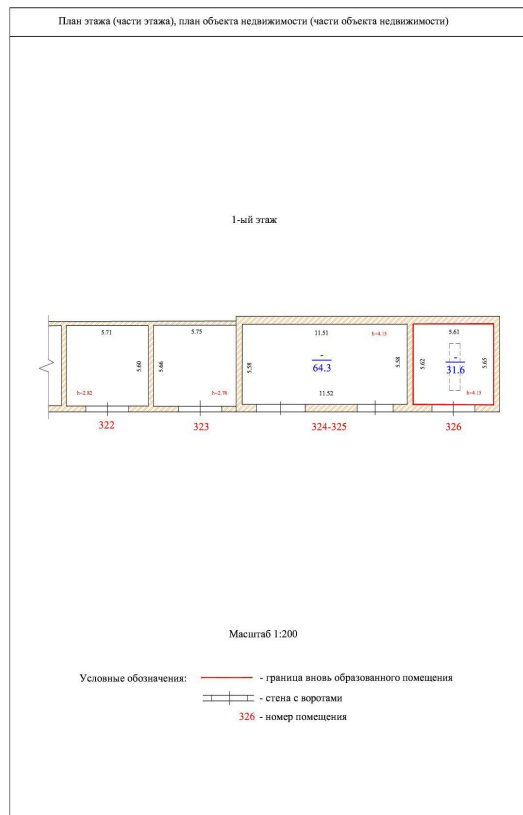 План этажа (части этажа), план объекта недвижимости (части объекта недвижимости)
1-ый этаж
5.71
5.75
11.51
h=4.15
5.61
5.60
5.66
5.58
-
64.3
5.58
5.62
-
31.6
5.65
h=2.82
h=2.78
11.52
h=4.15
322
323
324-325
326
Масштаб 1:200
Условные обозначения:
- граница вновь образованного помещения
- стена с воротами
326 - номер помещения